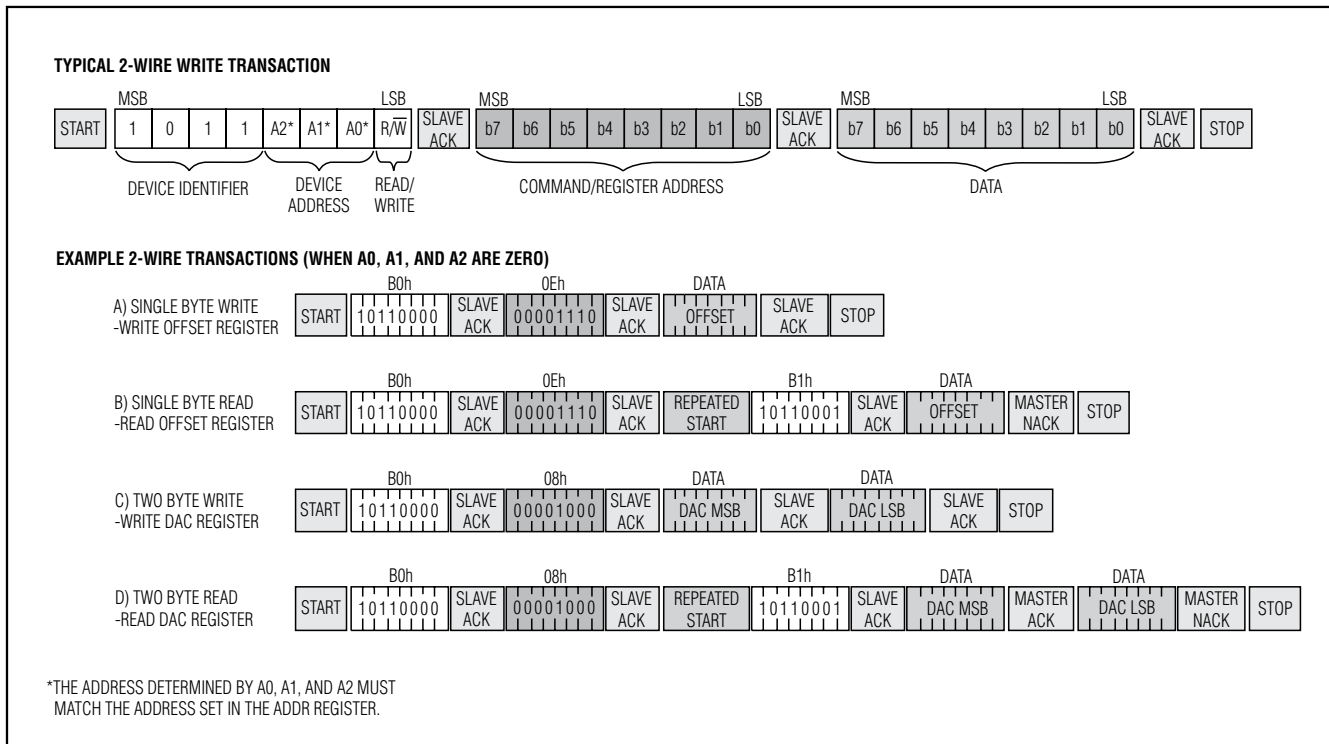 TYPICAL 2-WIRE WRITE TRANSACTION
MSB LSB MSB LSB MSB LSB
START 1 0 1 1 A2* A1* A0* R/W̅ SLAVE ACK b7 b6 b5 b4 b3 b2 b1 b0 SLAVE ACK b7 b6 b5 b4 b3 b2 b1 b0 SLAVE ACK STOP
DEVICE IDENTIFIER DEVICE ADDRESS READ/WRITE COMMAND/REGISTER ADDRESS DATA
EXAMPLE 2-WIRE TRANSACTIONS (WHEN A0, A1, AND A2 ARE ZERO)
B0h 0Eh DATA
A) SINGLE BYTE WRITE
-WRITE OFFSET REGISTER
START 10110000 SLAVE ACK 00001110 SLAVE ACK OFFSET SLAVE ACK STOP
B0h 0Eh B1h DATA
B) SINGLE BYTE READ
-READ OFFSET REGISTER
START 10110000 SLAVE ACK 00001110 SLAVE ACK REPEATED START 10110001 SLAVE ACK OFFSET MASTER NACK STOP
B0h 08h DATA DATA
C) TWO BYTE WRITE
-WRITE DAC REGISTER
START 10110000 SLAVE ACK 00001000 SLAVE ACK DAC MSB SLAVE ACK DAC LSB SLAVE ACK STOP
B0h 08h B1h DATA DATA
D) TWO BYTE READ
-READ DAC REGISTER
START 10110000 SLAVE ACK 00001000 SLAVE ACK REPEATED START 10110001 SLAVE ACK DAC MSB MASTER ACK DAC LSB MASTER NACK STOP
*THE ADDRESS DETERMINED BY A0, A1, AND A2 MUST
MATCH THE ADDRESS SET IN THE ADDR REGISTER.